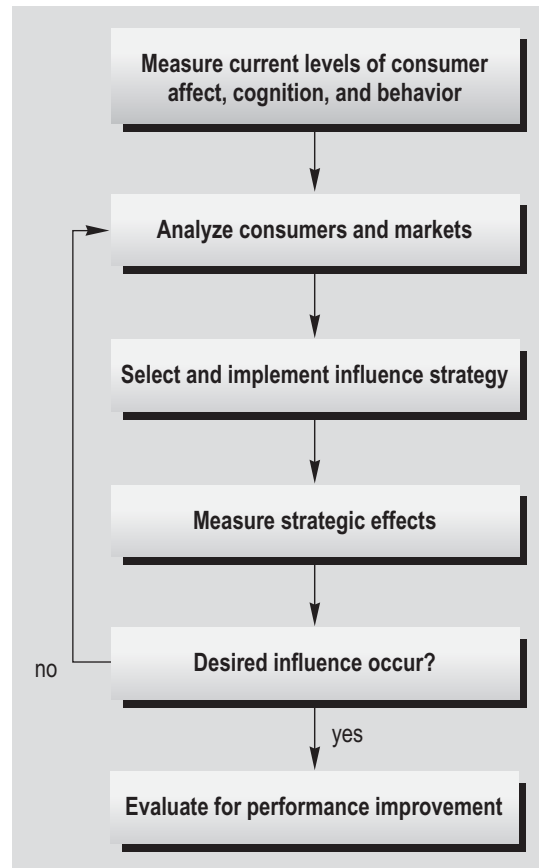 Measure current levels of consumer
affect, cognition, and behavior
Analyze consumers and markets
Select and implement influence strategy
Measure strategic effects
Desired influence occur?
no
yes
Evaluate for performance improvement